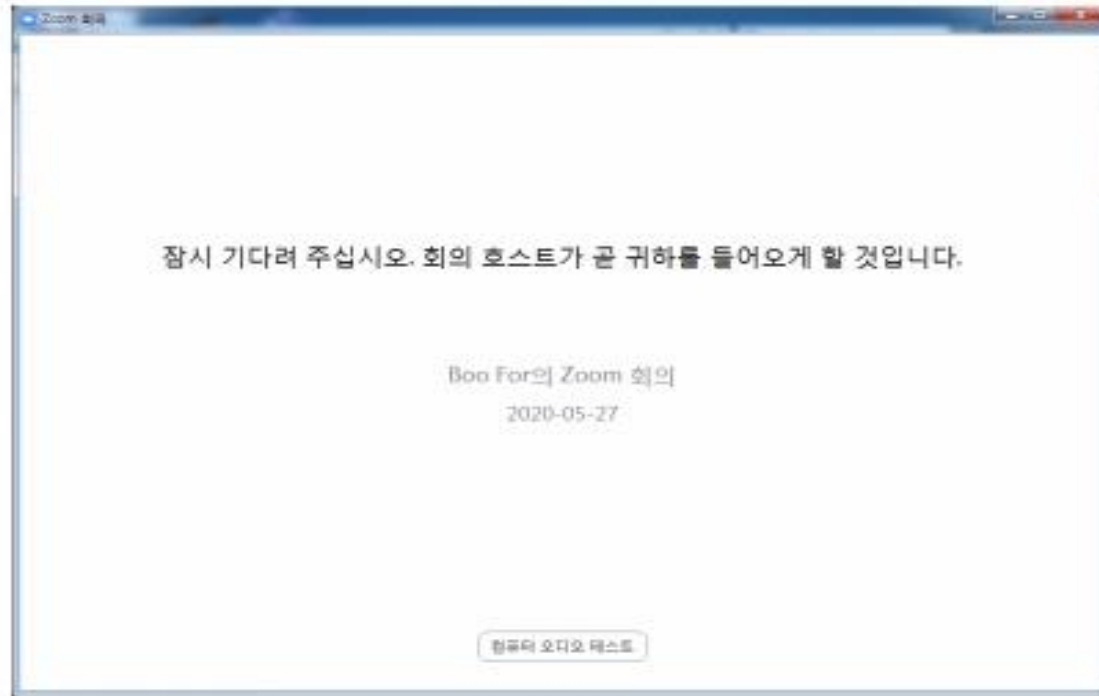 Zoom 회의
잠시 기다려 주십시오. 회의 호스트가 곧 귀하를 들어오게 할 것입니다.
Boo For의 Zoom 회의
2020-05-27
컴퓨터 오디오 테스트